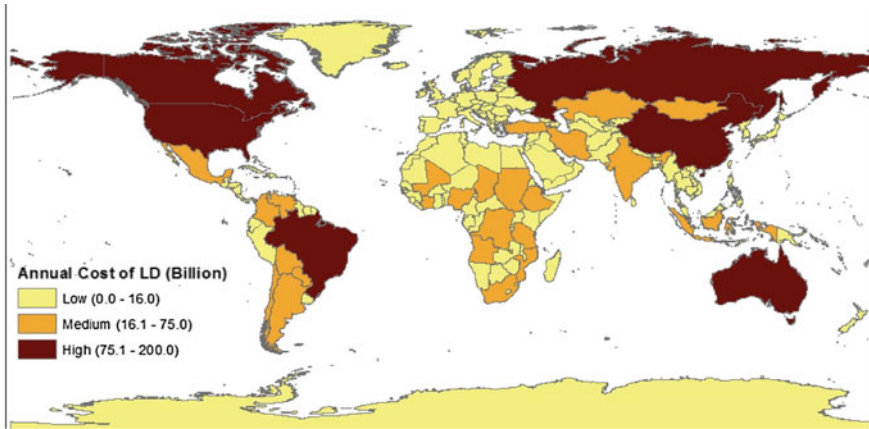 Annual Cost of LD (Billion)
Low (0.0 - 16.0)
Medium (16.1 - 75.0)
High (75.1 - 200.0)